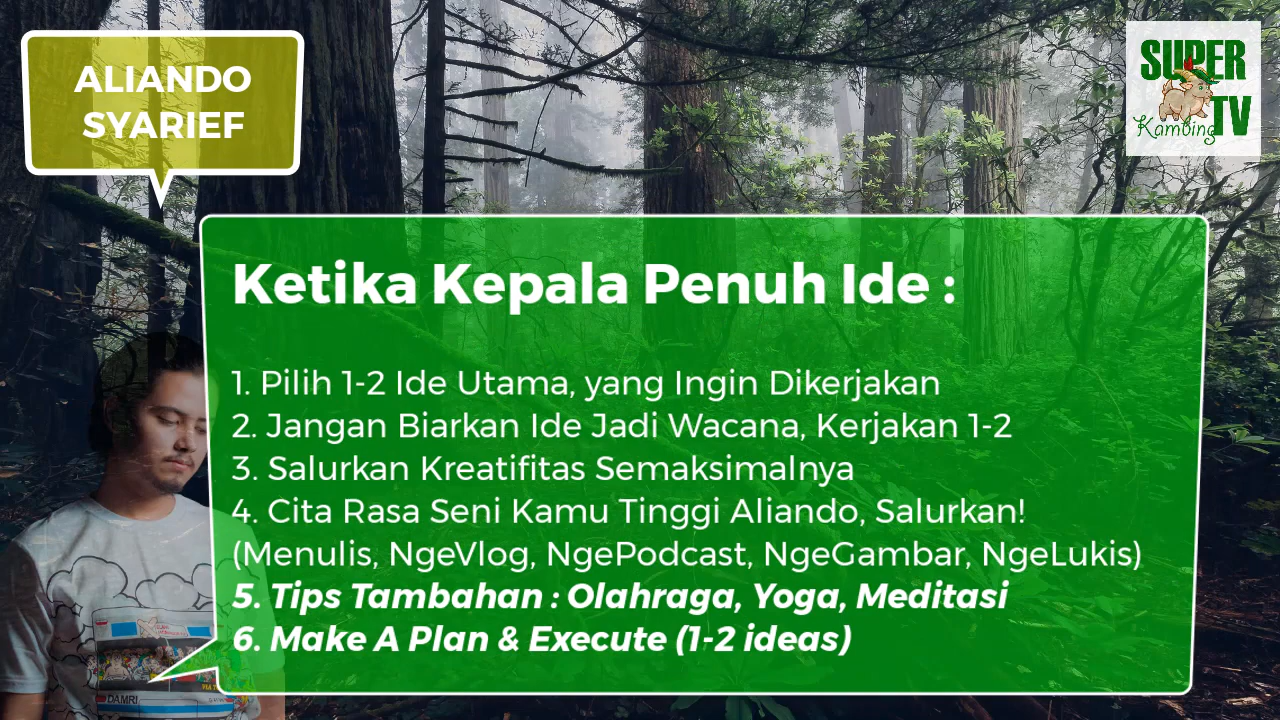 ALIANDO
SYARIEF
SUPER
Kambing TV
Ketika Kepala Penuh Ide :
1. Pilih 1-2 Ide Utama, yang Ingin Dikerjakan
2. Jangan Biarkan Ide Jadi Wacana, Kerjakan 1-2
3. Salurkan Kreatifitas Semaksimalnya
4. Cita Rasa Seni Kamu Tinggi Aliando, Salurkan!
(Menulis, NgeVlog, NgePodcast, NgeGambar, NgeLukis)
5. Tips Tambahan : Olahraga, Yoga, Meditasi
6. Make A Plan & Execute (1-2 ideas)
DAMRI